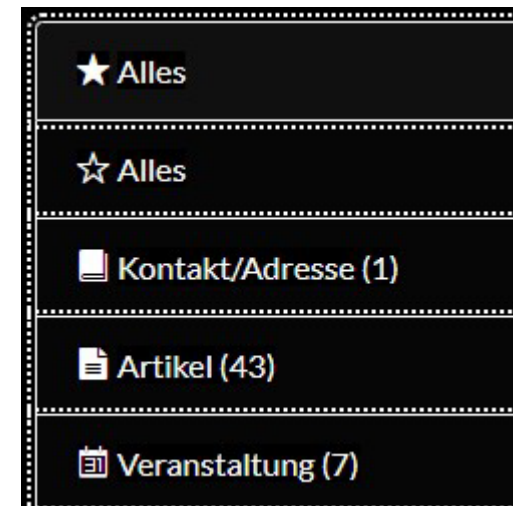 Alles
Alles
Kontakt/Adresse (1)
Artikel (43)
Veranstaltung (7)